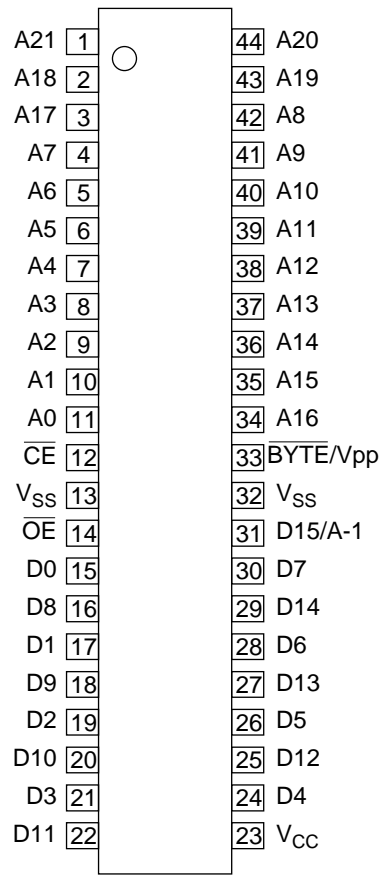 A21 1 44 A20
A18 2 43 A19
A17 3 42 A8
A7 4 41 A9
A6 5 40 A10
A5 6 39 A11
A4 7 38 A12
A3 8 37 A13
A2 9 36 A14
A1 10 35 A15
A0 11 34 A16
C̅E̅ 12 33 B̅Y̅T̅E̅/Vpp
VSS 13 32 VSS
O̅E̅ 14 31 D15/A-1
D0 15 30 D7
D8 16 29 D14
D1 17 28 D6
D9 18 27 D13
D2 19 26 D5
D10 20 25 D12
D3 21 24 D4
D11 22 23 VCC